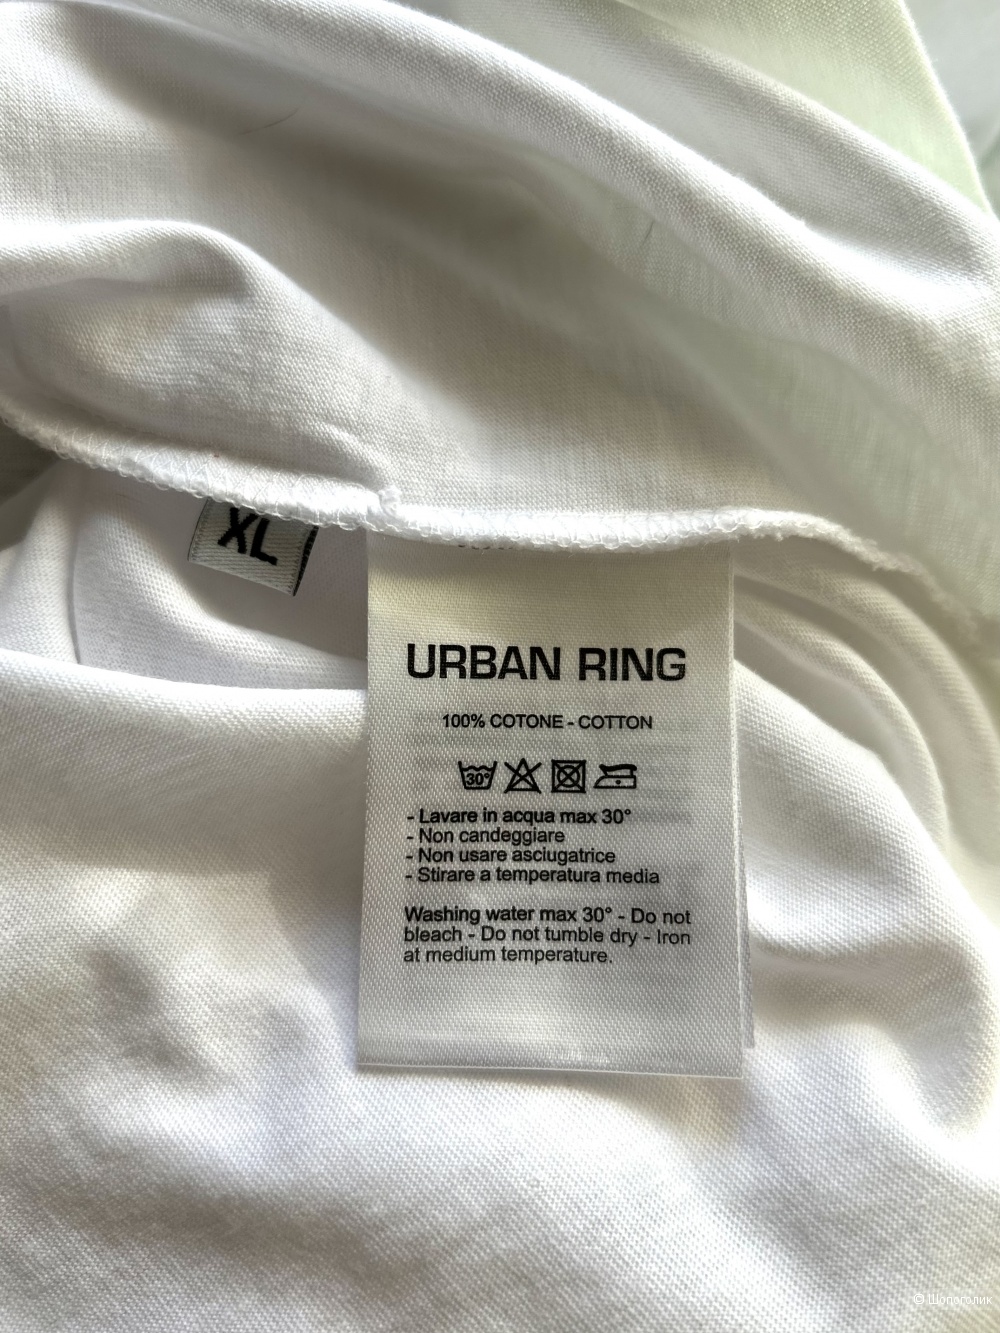 XL
URBAN RING
100% COTONE - COTTON
30°
- Lavare in acqua max 30°
- Non candeggiare
- Non usare asciugatrice
- Stirare a temperatura media
Washing water max 30° - Do not
bleach - Do not tumble dry - Iron
at medium temperature.
© Шопоголик